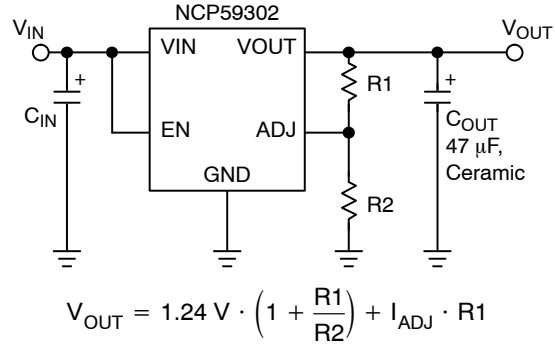 NCP59302
VIN
VOUT
VIN
VOUT
+
R1
+
CIN
COUT
47 μF,
Ceramic
EN
ADJ
GND
R2
VOUT = 1.24 V · (1 + R1/R2) + IADJ · R1